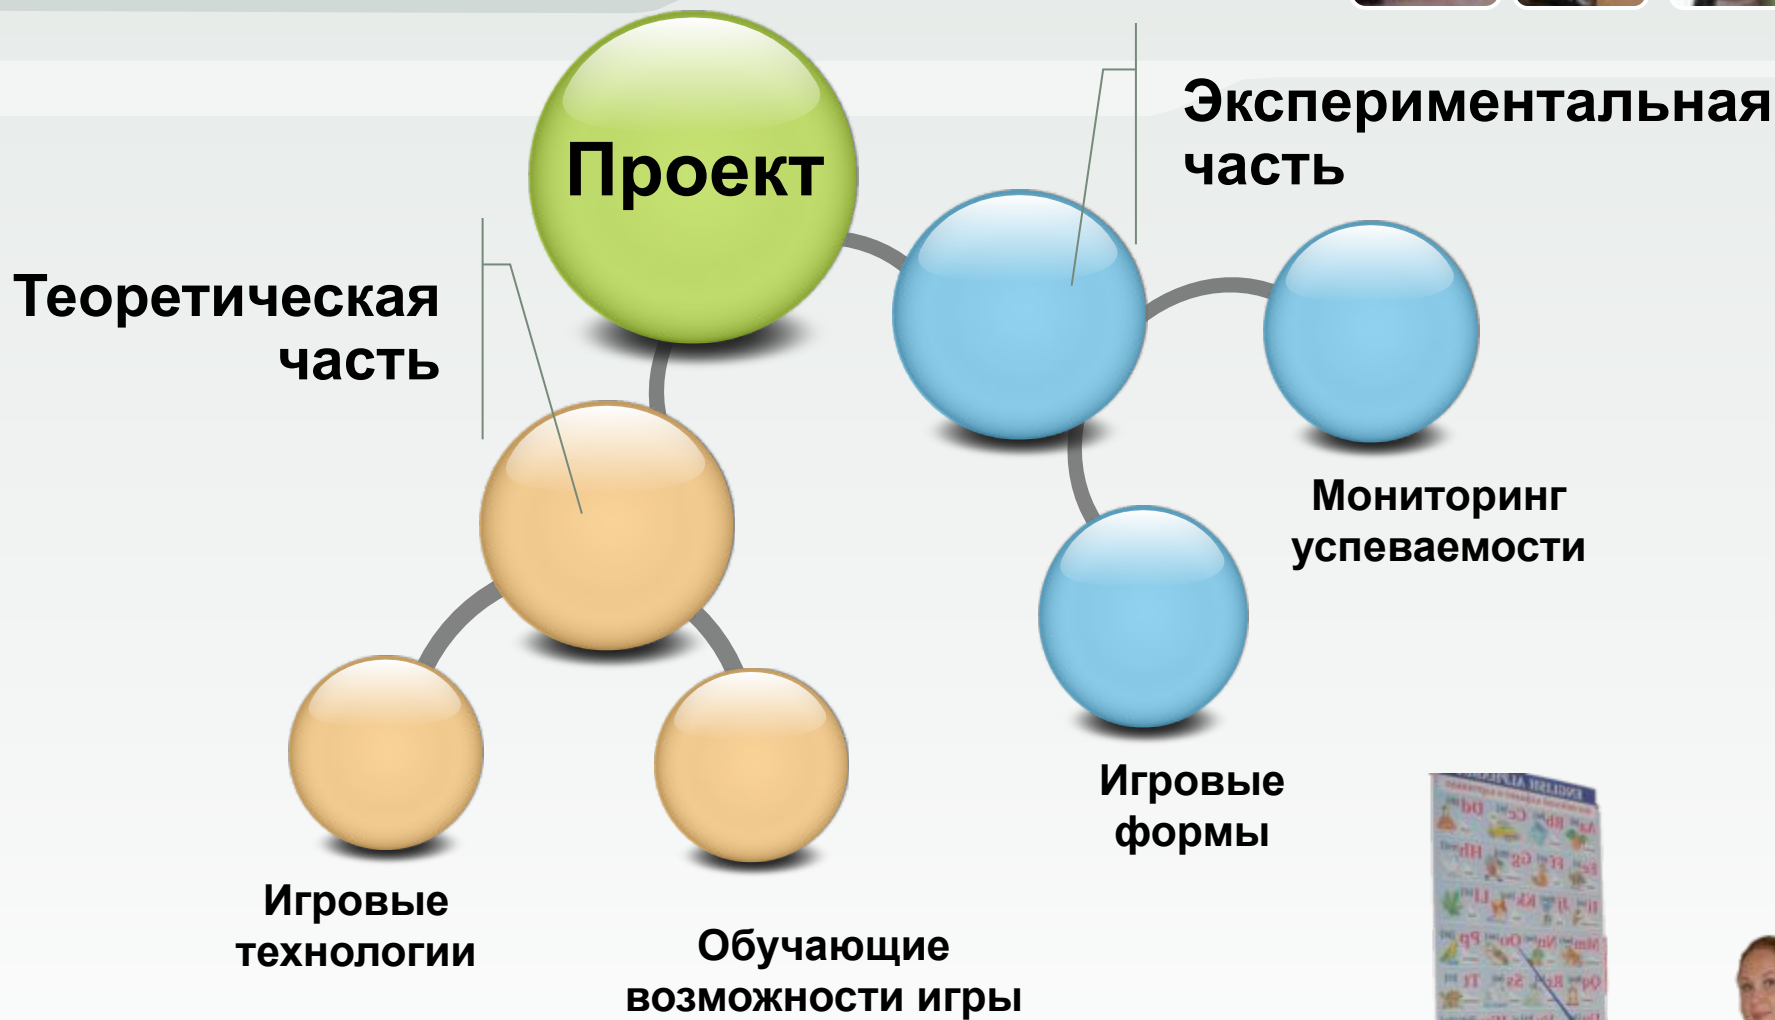 Проект
Экспериментальная
часть
Теоретическая
часть
Мониторинг
успеваемости
Игровые
формы
Игровые
технологии
Обучающие
возможности игры